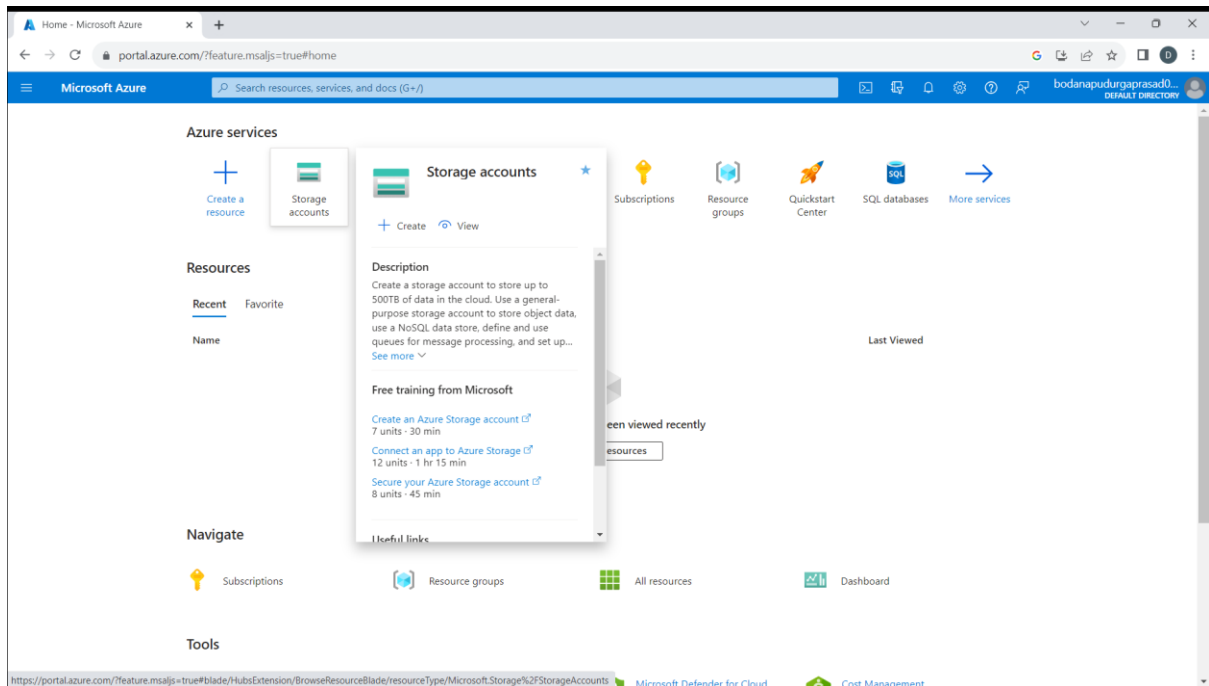 Home - Microsoft Azure
portal.azure.com/?feature.msaljs=true#home
G
D
Microsoft Azure
Search resources, services, and docs (G+/)
bodanapudurgaprasad0...
DEFAULT DIRECTORY
Azure services
Create a
resource
Storage
accounts
Storage accounts
Create
View
Subscriptions
Resource
groups
Quickstart
Center
SQL
SQL databases
More services
Description
Create a storage account to store up to
500TB of data in the cloud. Use a general-
purpose storage account to store object data,
use a NoSQL data store, define and use
queues for message processing, and set up...
See more
Free training from Microsoft
Create an Azure Storage account
7 units · 30 min
Connect an app to Azure Storage
12 units · 1 hr 15 min
Secure your Azure Storage account
8 units · 45 min
Useful links
Resources
Recent Favorite
Name
Last Viewed
een viewed recently
esources
Navigate
Subscriptions
Resource groups
All resources
Dashboard
Tools
https://portal.azure.com/?feature.msaljs=true#blade/HubsExtension/BrowseResourceBlade/resourceType/Microsoft.Storage%2FStorageAccounts
Microsoft Defender for Cloud
Cost Management